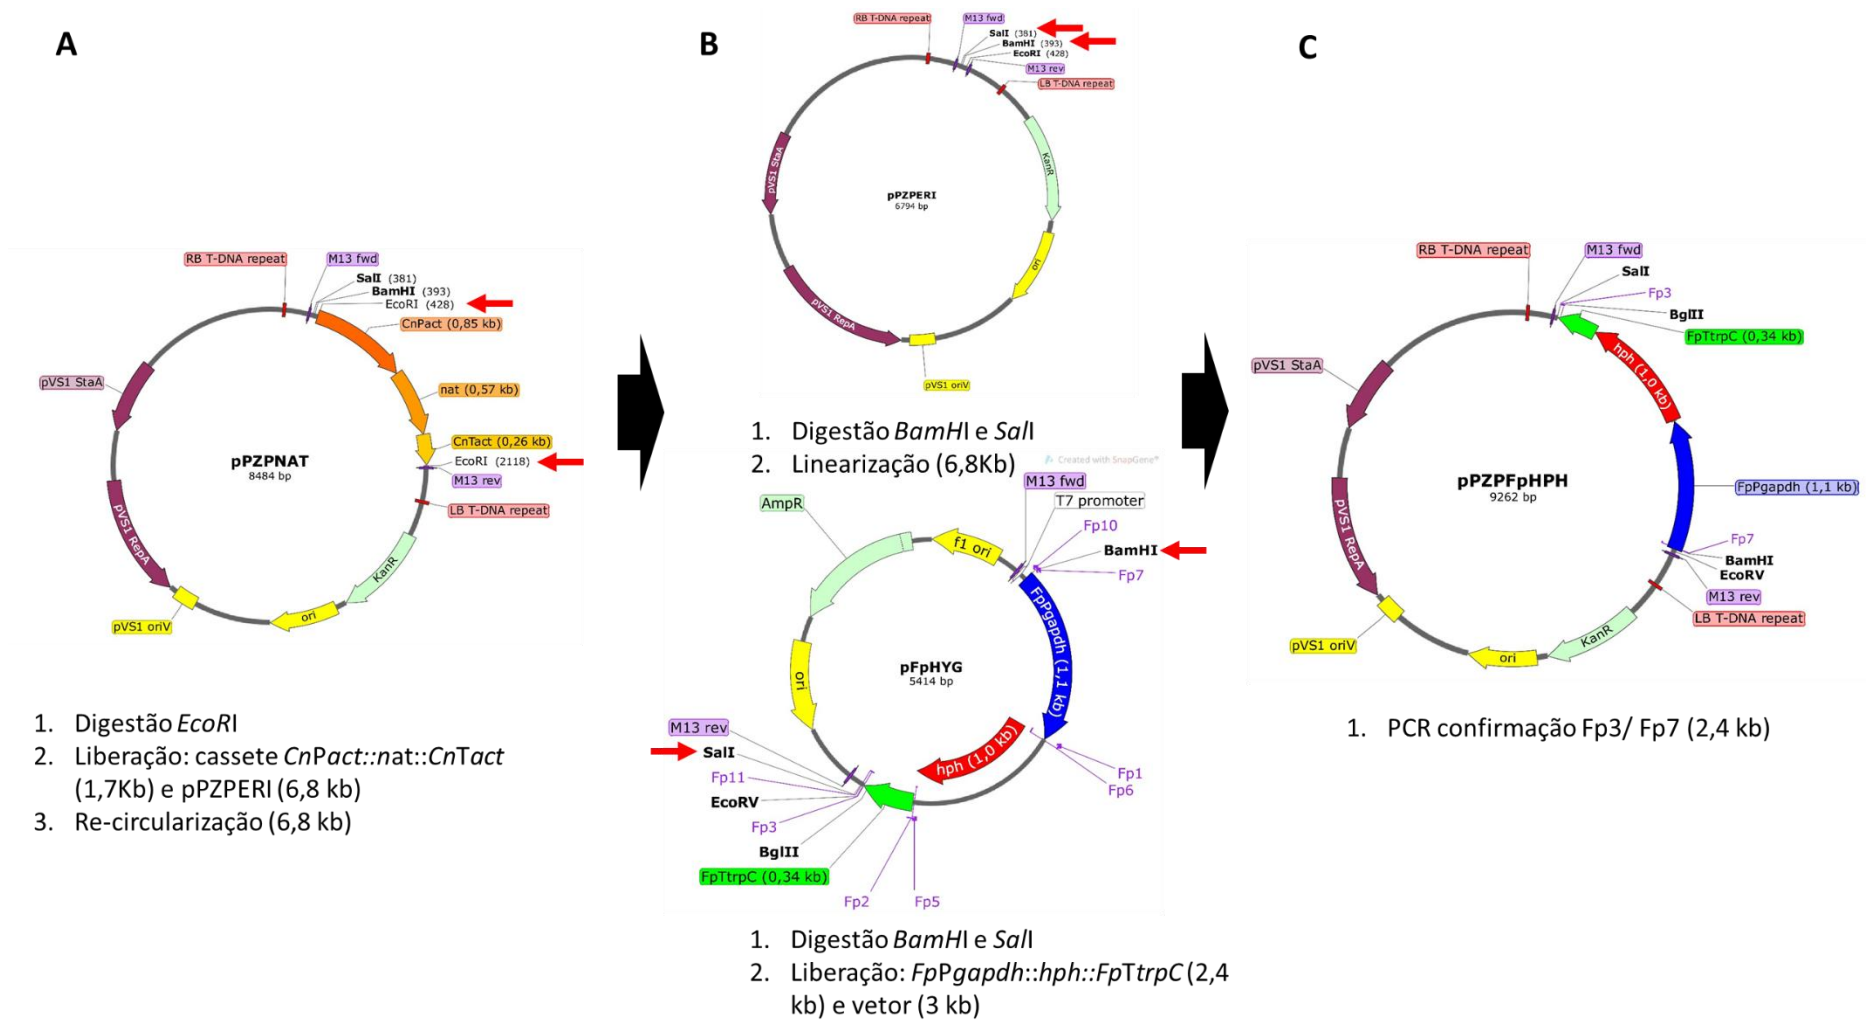 A
RB T-DNA repeat
M13 fwd
SalI (381)
BamHI (393)
EcoRI (428)
CnPact (0,85 kb)
pVS1 StaA
nat (0,57 kb)
CnTact (0,26 kb)
EcoRI (2118)
M13 rev
pPZPNAT
8484 bp
LB T-DNA repeat
pVS1 RepA
KanR
ori
pVS1 oriV
1. Digestão EcoRI
2. Liberação: cassete CnPact::nat::CnTact
(1,7Kb) e pPZPERI (6,8 kb)
3. Re-circularização (6,8 kb)
B
RB T-DNA repeat
M13 fwd
SalI (381)
BamHI (393)
EcoRI (428)
M13 rev
LB T-DNA repeat
KanR
pVS1 StaA
pPZPERI
6794 bp
ori
pVS1 RepA
pVS1 oriV
1. Digestão BamHI e SalI
2. Linearização (6,8Kb)
Created with SnapGene®
M13 fwd
T7 promoter
AmpR
Fp10
f1 ori
BamHI
Fp7
FpPgapdh (1,1 kb)
pFpHYG
5414 bp
ori
M13 rev
SalI
hph (1,0 kb)
Fp1
Fp11
Fp6
EcoRV
Fp3
BglII
FpTtrpC (0,34 kb)
Fp2
Fp5
1. Digestão BamHI e SalI
2. Liberação: FpPgapdh::hph::FpTtrpC (2,4
kb) e vetor (3 kb)
C
RB T-DNA repeat
M13 fwd
SalI
Fp3
BglII
FpTtrpC (0,34 kb)
hph (1,0 kb)
pVS1 StaA
pPZPFpHPH
9262 bp
FpPgapdh (1,1 kb)
pVS1 RepA
Fp7
BamHI
EcoRV
M13 rev
LB T-DNA repeat
KanR
ori
pVS1 oriV
1. PCR confirmação Fp3/ Fp7 (2,4 kb)